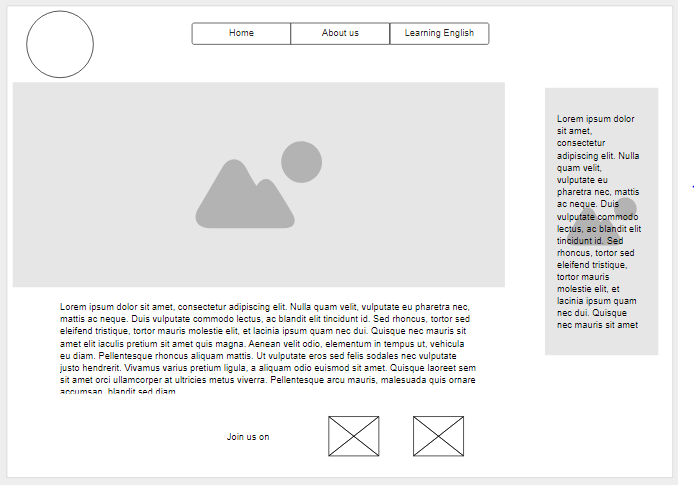 Home
About us
Learning English
Lorem ipsum dolor
sit amet,
consectetur
adipiscing elit. Nulla
quam velit,
vulputate eu
pharetra nec, mattis
ac neque. Duis
vulputate commodo
lectus, ac blandit elit
tincidunt id. Sed
rhoncus, tortor sed
eleifend tristique,
tortor mauris
molestie elit, et
lacinia ipsum quam
nec dui. Quisque
nec mauris sit amet
Lorem ipsum dolor sit amet, consectetur adipiscing elit. Nulla quam velit, vulputate eu pharetra nec,
mattis ac neque. Duis vulputate commodo lectus, ac blandit elit tincidunt id. Sed rhoncus, tortor sed
eleifend tristique, tortor mauris molestie elit, et lacinia ipsum quam nec dui. Quisque nec mauris sit
amet elit iaculis pretium sit amet quis magna. Aenean velit odio, elementum in tempus ut, vehicula
eu diam. Pellentesque rhoncus aliquam mattis. Ut vulputate eros sed felis sodales nec vulputate
justo hendrerit. Vivamus varius pretium ligula, a aliquam odio euismod sit amet. Quisque laoreet sem
sit amet orci ullamcorper at ultricies metus viverra. Pellentesque arcu mauris, malesuada quis ornare
accumsan, blandit sed diam.
Join us on